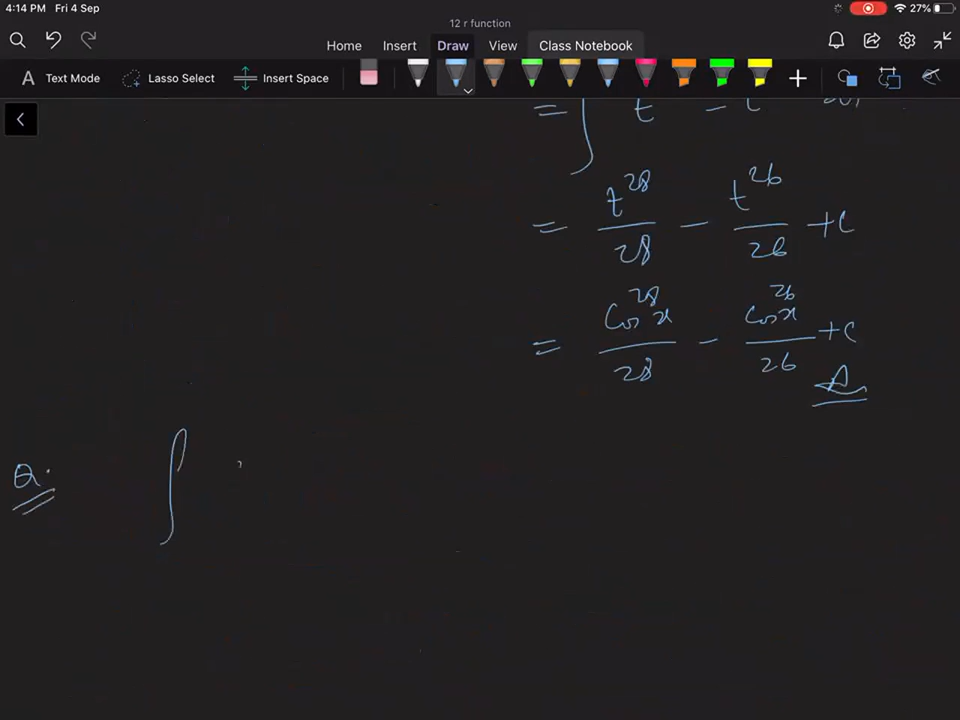 4:14 PM Fri 4 Sep
27%
12 r function
Home Insert Draw View Class Notebook
A Text Mode Lasso Select Insert Space
= ∫ t - t
= t^28/28 - t^26/26 + c
= cos^28 x/28 - cos^26 x/26 + c
Q. ∫